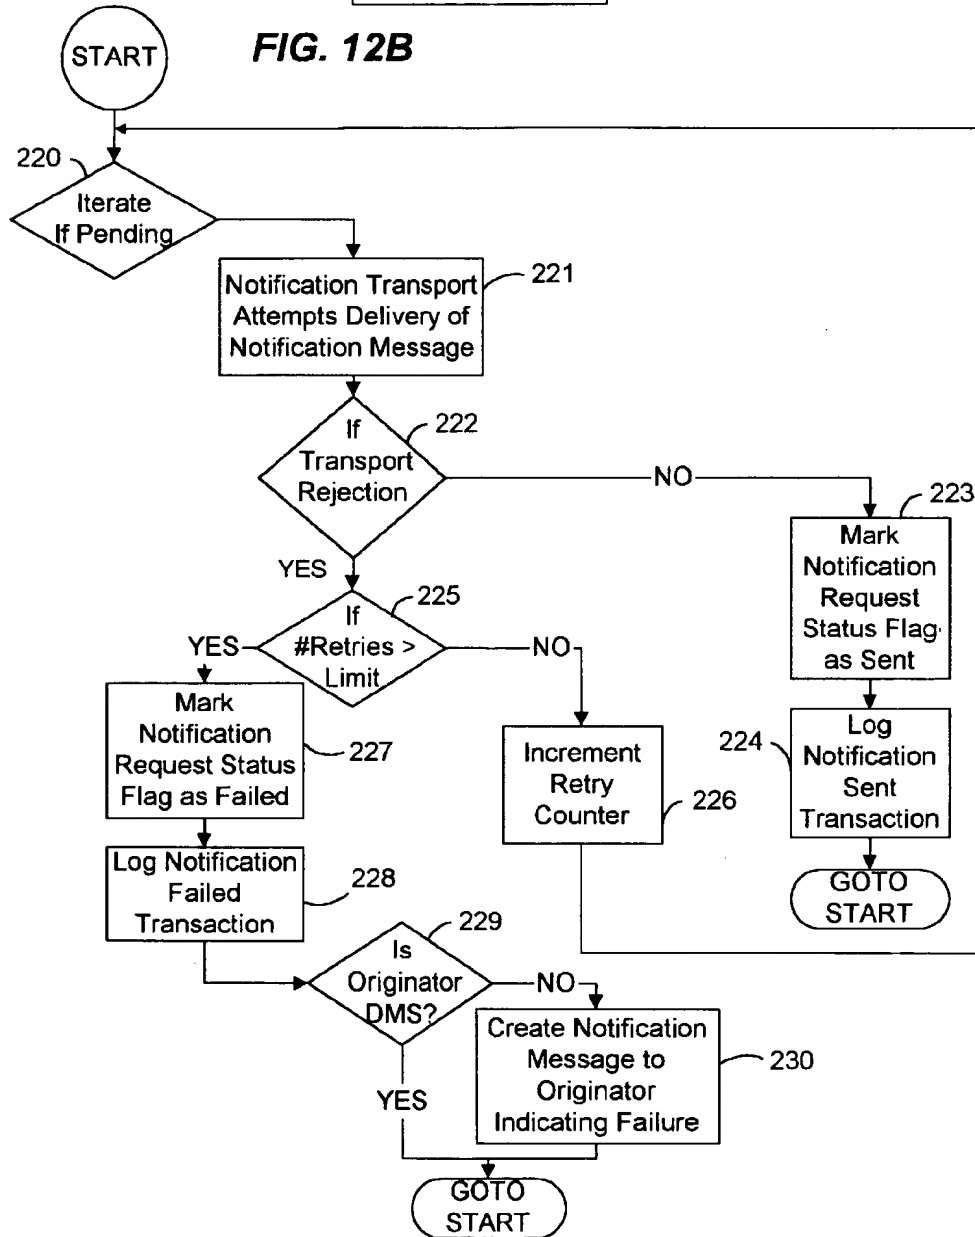 START
FIG. 12B
220
Iterate
If Pending
Notification Transport
Attempts Delivery of
Notification Message
221
If
Transport
Rejection
222
NO
223
Mark
Notification
Request
Status Flag
as Sent
YES
If
#Retries >
Limit
225
YES
NO
Mark
Notification
Request Status
Flag as Failed
227
Increment
Retry
Counter
226
224
Log
Notification
Sent
Transaction
GOTO
START
Log Notification
Failed
Transaction
228
Is
Originator
DMS?
229
NO
YES
Create Notification
Message to
Originator
Indicating Failure
230
GOTO
START